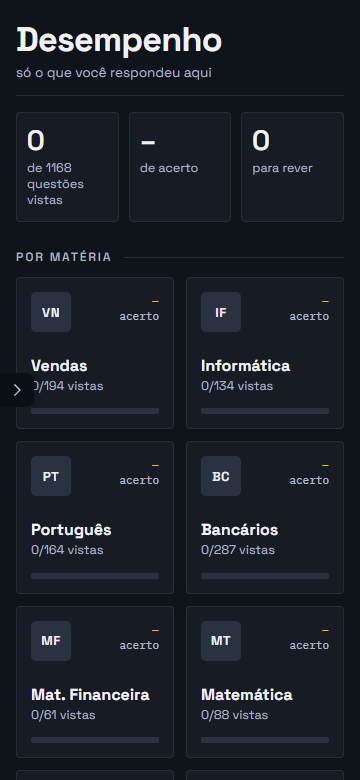 Desempenho
só o que você respondeu aqui
0
de 1168
questões
vistas
–
de acerto
0
para rever
POR MATÉRIA
VN
–
acerto
Vendas
0/194 vistas
IF
–
acerto
Informática
0/134 vistas
PT
–
acerto
Português
0/164 vistas
BC
–
acerto
Bancários
0/287 vistas
MF
–
acerto
Mat. Financeira
0/61 vistas
MT
–
acerto
Matemática
0/88 vistas